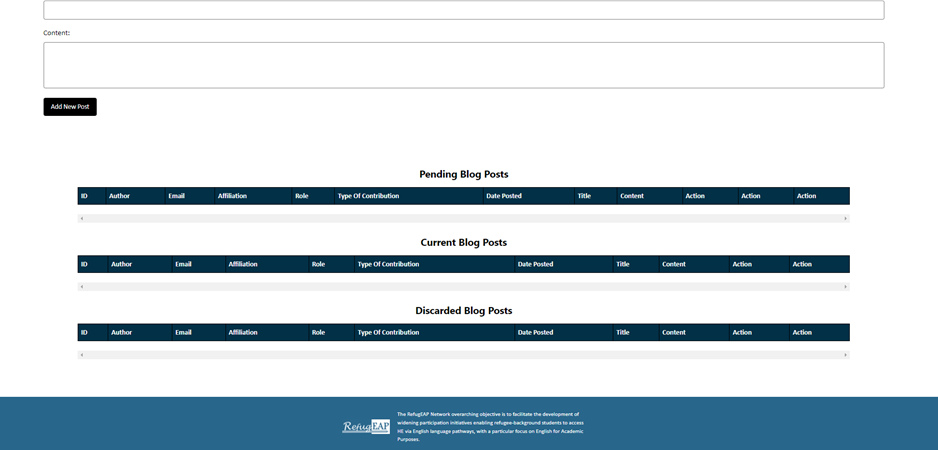 Content:
Add New Post
Pending Blog Posts
ID Author Email Affiliation Role Type Of Contribution Date Posted Title Content Action Action Action
Current Blog Posts
ID Author Email Affiliation Role Type Of Contribution Date Posted Title Content Action Action
Discarded Blog Posts
ID Author Email Affiliation Role Type Of Contribution Date Posted Title Content Action Action
RefugEAP
The RefugEAP Network overarching objective is to facilitate the development of
widening participation initiatives enabling refugee-background students to access
HE via English language pathways, with a particular focus on English for Academic
Purposes.